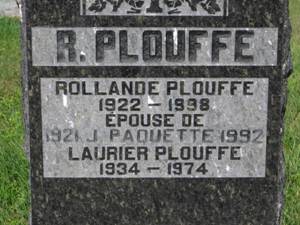 R. PLOUFFE
ROLLANDE PLOUFFE
1922 – 1998
ÉPOUSE DE
1921 J. PAQUETTE 1992
LAURIER PLOUFFE
1934 – 1974